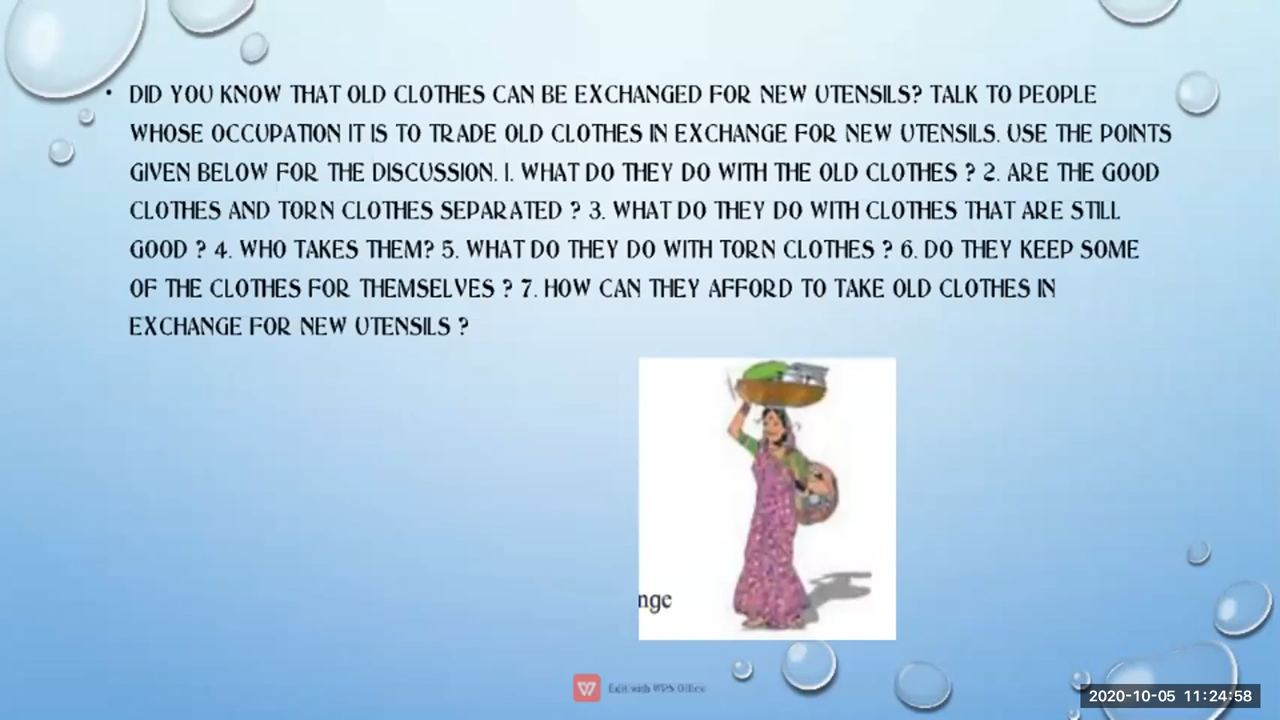 • DID YOU KNOW THAT OLD CLOTHES CAN BE EXCHANGED FOR NEW UTENSILS? TALK TO PEOPLE
WHOSE OCCUPATION IT IS TO TRADE OLD CLOTHES IN EXCHANGE FOR NEW UTENSILS. USE THE POINTS
GIVEN BELOW FOR THE DISCUSSION. 1. WHAT DO THEY DO WITH THE OLD CLOTHES ? 2. ARE THE GOOD
CLOTHES AND TORN CLOTHES SEPARATED ? 3. WHAT DO THEY DO WITH CLOTHES THAT ARE STILL
GOOD ? 4. WHO TAKES THEM? 5. WHAT DO THEY DO WITH TORN CLOTHES ? 6. DO THEY KEEP SOME
OF THE CLOTHES FOR THEMSELVES ? 7. HOW CAN THEY AFFORD TO TAKE OLD CLOTHES IN
EXCHANGE FOR NEW UTENSILS ?
nge
Edit with WPS Office
2020-10-05 11:24:58